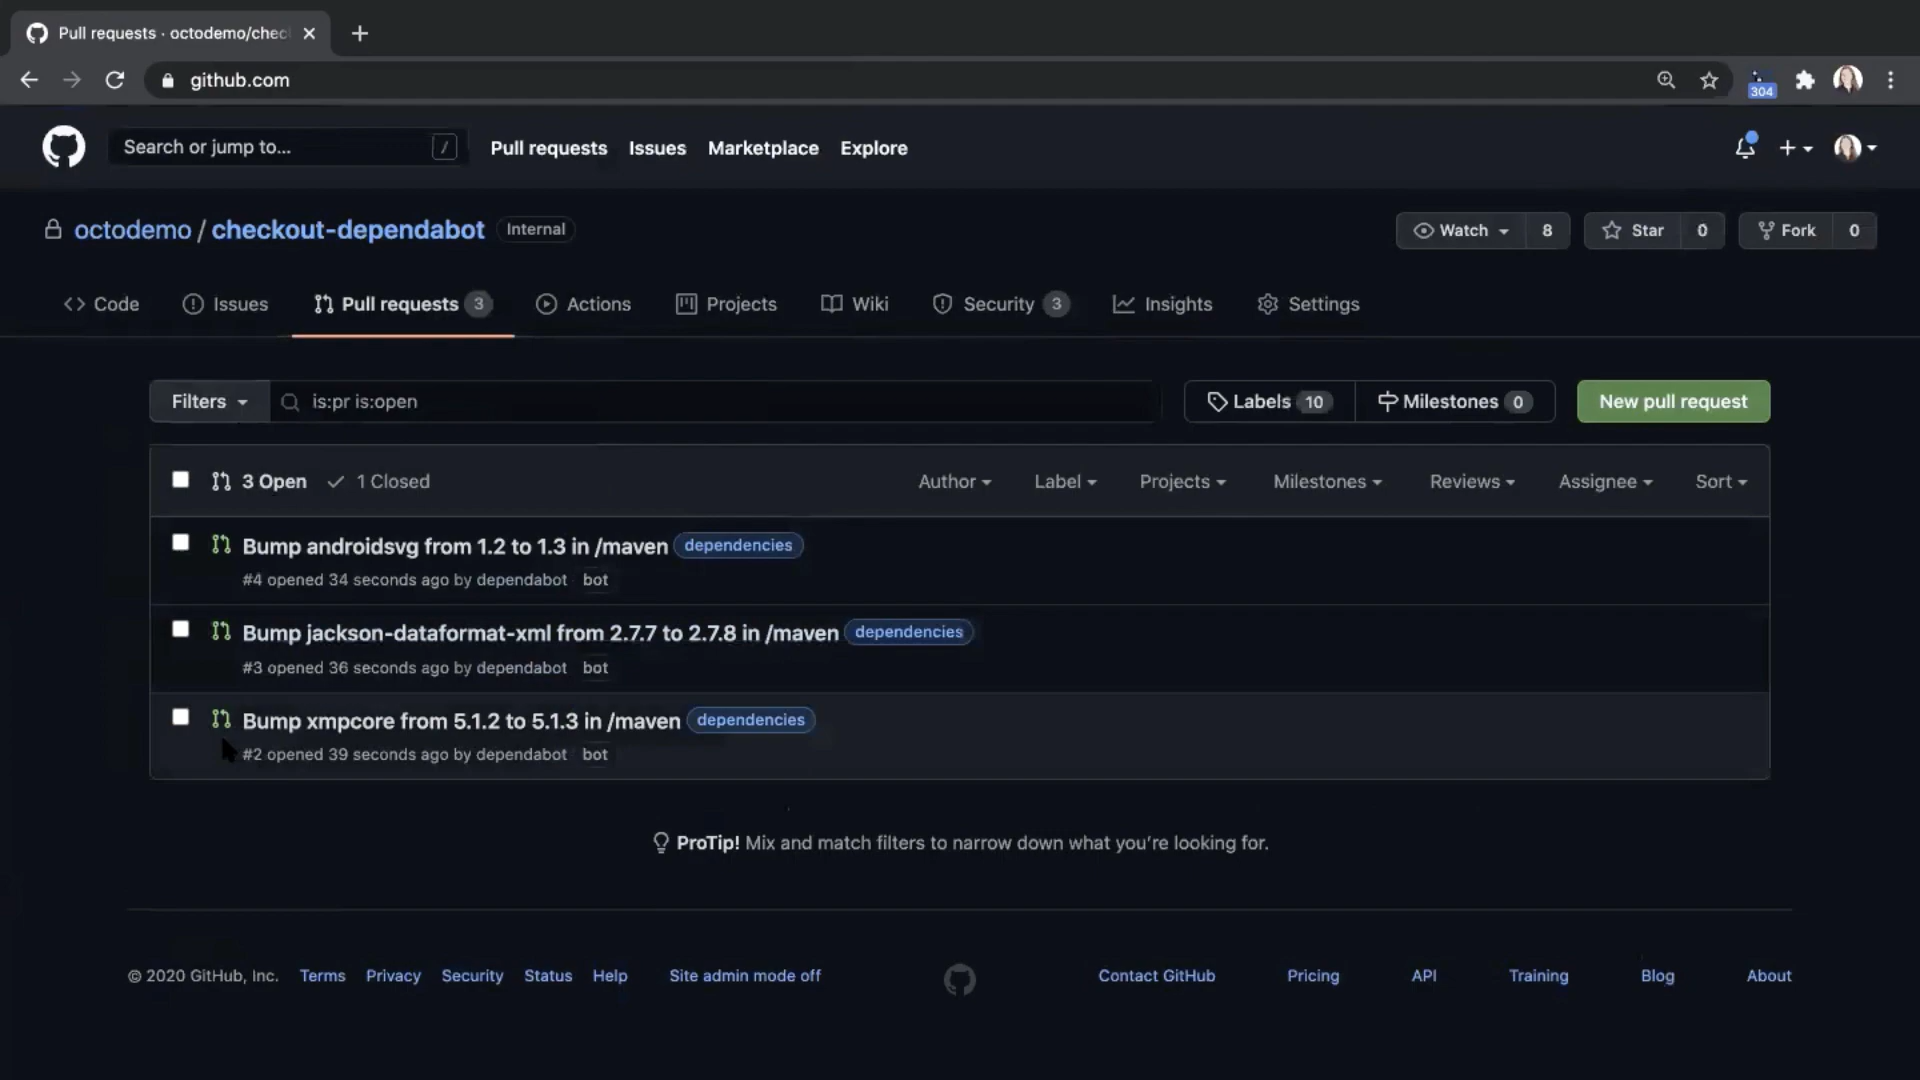 Pull requests · octodemo/chec
github.com
304
Search or jump to... /
Pull requests Issues Marketplace Explore
octodemo / checkout-dependabot Internal
Watch 8 Star 0 Fork 0
Code Issues Pull requests 3 Actions Projects Wiki Security 3 Insights Settings
Filters is:pr is:open Labels 10 Milestones 0 New pull request
3 Open 1 Closed Author Label Projects Milestones Reviews Assignee Sort
Bump androidsvg from 1.2 to 1.3 in /maven dependencies
#4 opened 34 seconds ago by dependabot bot
Bump jackson-dataformat-xml from 2.7.7 to 2.7.8 in /maven dependencies
#3 opened 36 seconds ago by dependabot bot
Bump xmpcore from 5.1.2 to 5.1.3 in /maven dependencies
#2 opened 39 seconds ago by dependabot bot
ProTip! Mix and match filters to narrow down what you're looking for.
© 2020 GitHub, Inc. Terms Privacy Security Status Help Site admin mode off Contact GitHub Pricing API Training Blog About